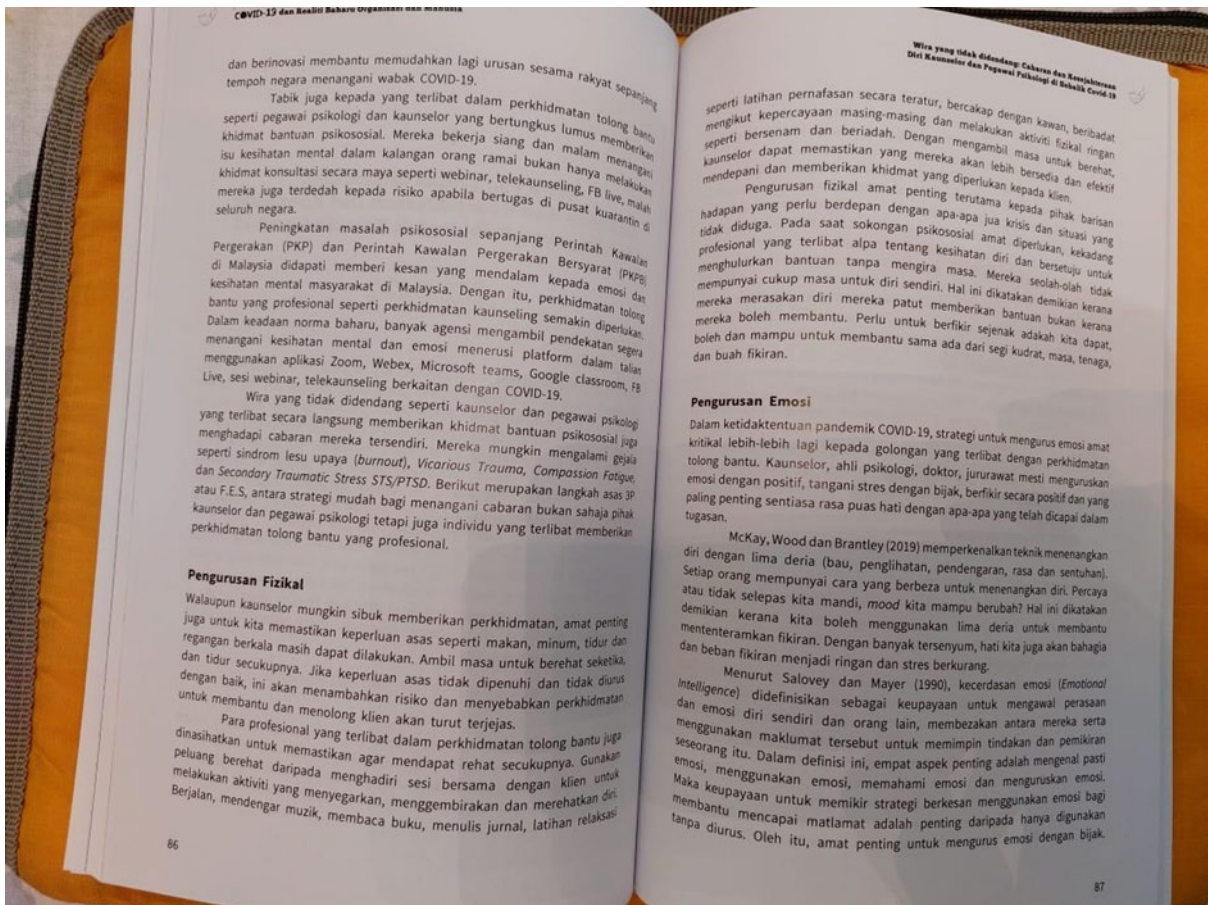 COVID-19 dan Realiti Baharu Organisasi dan Manusia
dan berinovasi membantu memudahkan lagi urusan sesama rakyat sepanjang
tempoh negara menangani wabak COVID-19.
Tabik juga kepada yang terlibat dalam perkhidmatan tolong bantu
seperti pegawai psikologi dan kaunselor yang bertungkus lumus memberikan
khidmat bantuan psikososial. Mereka bekerja siang dan malam menangani
isu kesihatan mental dalam kalangan orang ramai bukan hanya melakukan
khidmat konsultasi secara maya seperti webinar, telekaunseling, FB live, malah
mereka juga terdedah kepada risiko apabila bertugas di pusat kuarantin di
seluruh negara.
Peningkatan masalah psikososial sepanjang Perintah Kawalan
Pergerakan (PKP) dan Perintah Kawalan Pergerakan Bersyarat (PKPB)
di Malaysia didapati memberi kesan yang mendalam kepada emosi dan
kesihatan mental masyarakat di Malaysia. Dengan itu, perkhidmatan tolong
bantu yang profesional seperti perkhidmatan kaunseling semakin diperlukan.
Dalam keadaan norma baharu, banyak agensi mengambil pendekatan segera
menangani kesihatan mental dan emosi menerusi platform dalam talian
menggunakan aplikasi Zoom, Webex, Microsoft teams, Google classroom, FB
Live, sesi webinar, telekaunseling berkaitan dengan COVID-19.
Wira yang tidak didendang seperti kaunselor dan pegawai psikologi
yang terlibat secara langsung memberikan khidmat bantuan psikososial juga
menghadapi cabaran mereka tersendiri. Mereka mungkin mengalami gejala
seperti sindrom lesu upaya (burnout), Vicarious Trauma, Compassion Fatigue,
dan Secondary Traumatic Stress STS/PTSD. Berikut merupakan langkah asas 3P
atau F.E.S, antara strategi mudah bagi menangani cabaran bukan sahaja pihak
kaunselor dan pegawai psikologi tetapi juga individu yang terlibat memberikan
perkhidmatan tolong bantu yang profesional.
Pengurusan Fizikal
Walaupun kaunselor mungkin sibuk memberikan perkhidmatan, amat penting
juga untuk kita memastikan keperluan asas seperti makan, minum, tidur dan
regangan berkala masih dapat dilakukan. Ambil masa untuk berehat seketika,
dan tidur secukupnya. Jika keperluan asas tidak dipenuhi dan tidak diurus
dengan baik, ini akan menambahkan risiko dan menyebabkan perkhidmatan
untuk membantu dan menolong klien akan turut terjejas.
Para profesional yang terlibat dalam perkhidmatan tolong bantu juga
dinasihatkan untuk memastikan agar mendapat rehat secukupnya. Gunakan
peluang berehat daripada menghadiri sesi bersama dengan klien untuk
melakukan aktiviti yang menyegarkan, menggembirakan dan merehatkan diri.
Berjalan, mendengar muzik, membaca buku, menulis jurnal, latihan relaksasi
86
Wira yang tidak didendang: Cabaran dan Kesejahteraan
Diri Kaunselor dan Pegawai Psikologi di Sebalik Covid-19
seperti latihan pernafasan secara teratur, bercakap dengan kawan, beribadat
mengikut kepercayaan masing-masing dan melakukan aktiviti fizikal ringan
seperti bersenam dan beriadah. Dengan mengambil masa untuk berehat,
kaunselor dapat memastikan yang mereka akan lebih bersedia dan efektif
mendepani dan memberikan khidmat yang diperlukan kepada klien.
Pengurusan fizikal amat penting terutama kepada pihak barisan
hadapan yang perlu berdepan dengan apa-apa jua krisis dan situasi yang
tidak diduga. Pada saat sokongan psikososial amat diperlukan, kekadang
profesional yang terlibat alpa tentang kesihatan diri dan bersetuju untuk
menghulurkan bantuan tanpa mengira masa. Mereka seolah-olah tidak
mempunyai cukup masa untuk diri sendiri. Hal ini dikatakan demikian kerana
mereka merasakan diri mereka patut memberikan bantuan bukan kerana
mereka boleh membantu. Perlu untuk berfikir sejenak adakah kita dapat,
boleh dan mampu untuk membantu sama ada dari segi kudrat, masa, tenaga,
dan buah fikiran.
Pengurusan Emosi
Dalam ketidaktentuan pandemik COVID-19, strategi untuk mengurus emosi amat
kritikal lebih-lebih lagi kepada golongan yang terlibat dengan perkhidmatan
tolong bantu. Kaunselor, ahli psikologi, doktor, jururawat mesti menguruskan
emosi dengan positif, tangani stres dengan bijak, berfikir secara positif dan yang
paling penting sentiasa rasa puas hati dengan apa-apa yang telah dicapai dalam
tugasan.
McKay, Wood dan Brantley (2019) memperkenalkan teknik menenangkan
diri dengan lima deria (bau, penglihatan, pendengaran, rasa dan sentuhan).
Setiap orang mempunyai cara yang berbeza untuk menenangkan diri. Percaya
atau tidak selepas kita mandi, mood kita mampu berubah? Hal ini dikatakan
demikian kerana kita boleh menggunakan lima deria untuk membantu
mententeramkan fikiran. Dengan banyak tersenyum, hati kita juga akan bahagia
dan beban fikiran menjadi ringan dan stres berkurang.
Menurut Salovey dan Mayer (1990), kecerdasan emosi (Emotional
Intelligence) didefinisikan sebagai keupayaan untuk mengawal perasaan
dan emosi diri sendiri dan orang lain, membezakan antara mereka serta
menggunakan maklumat tersebut untuk memimpin tindakan dan pemikiran
seseorang itu. Dalam definisi ini, empat aspek penting adalah mengenal pasti
emosi, menggunakan emosi, memahami emosi dan menguruskan emosi.
Maka keupayaan untuk memikir strategi berkesan menggunakan emosi bagi
membantu mencapai matlamat adalah penting daripada hanya digunakan
tanpa diurus. Oleh itu, amat penting untuk mengurus emosi dengan bijak.
87